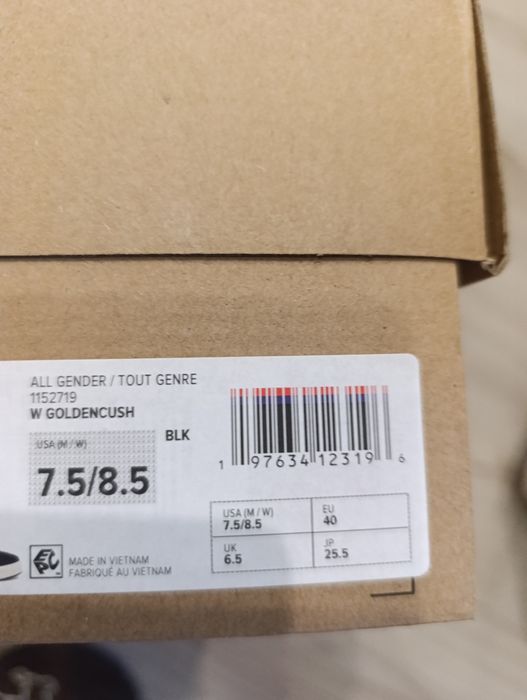 ALL GENDER / TOUT GENRE
1152719
W GOLDENCUSH
BLK
USA (M / W)
7.5/8.5
1 97634 12319 6
USA (M / W)
7.5/8.5
EU
40
UK
6.5
JP
25.5
MADE IN VIETNAM
FABRIQUÉ AU VIETNAM